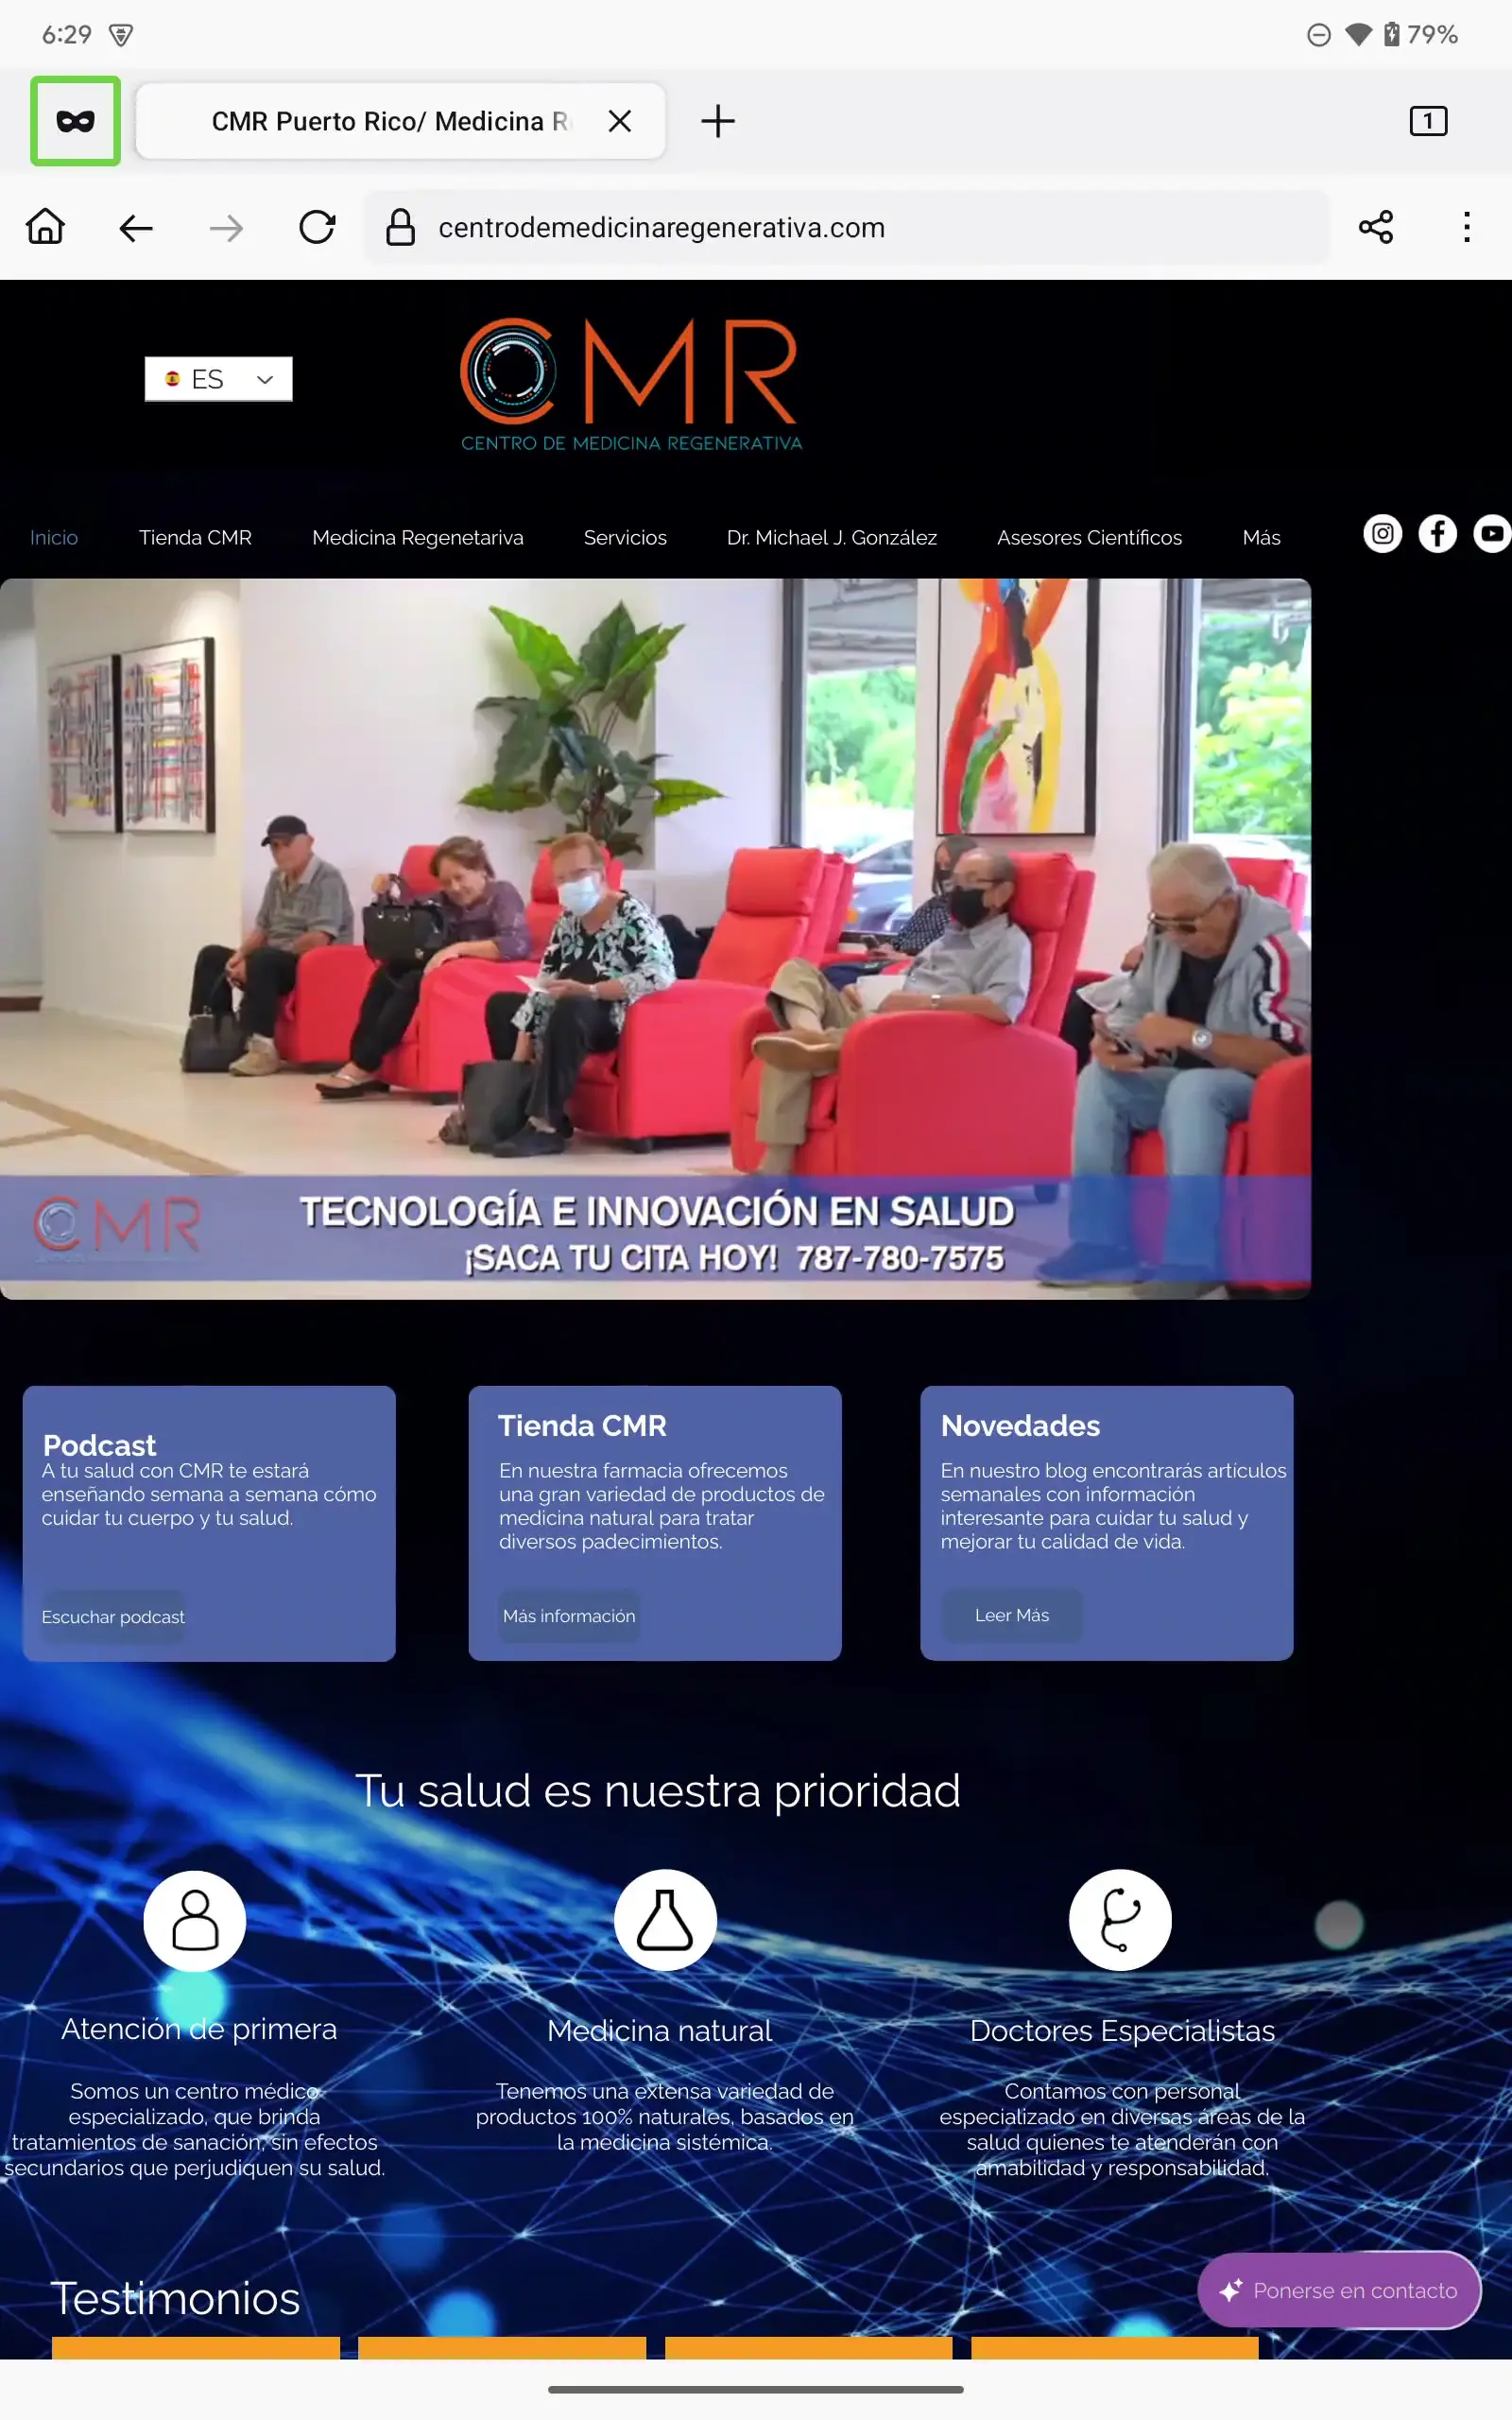 6:29
79%
CMR Puerto Rico/ Medicina R
1
centrodemedicinaregenerativa.com
ES
CMR
CENTRO DE MEDICINA REGENERATIVA
Inicio Tienda CMR Medicina Regenetariva Servicios Dr. Michael J. González Asesores Científicos Más
CMR
TECNOLOGÍA E INNOVACIÓN EN SALUD
¡SACA TU CITA HOY! 787-780-7575
Podcast
A tu salud con CMR te estará
enseñando semana a semana cómo
cuidar tu cuerpo y tu salud.
Escuchar podcast
Tienda CMR
En nuestra farmacia ofrecemos
una gran variedad de productos de
medicina natural para tratar
diversos padecimientos.
Más información
Novedades
En nuestro blog encontrarás artículos
semanales con información
interesante para cuidar tu salud y
mejorar tu calidad de vida.
Leer Más
Tu salud es nuestra prioridad
Atención de primera
Somos un centro médico
especializado, que brinda
tratamientos de sanación, sin efectos
secundarios que perjudiquen su salud.
Medicina natural
Tenemos una extensa variedad de
productos 100% naturales, basados en
la medicina sistémica.
Doctores Especialistas
Contamos con personal
especializado en diversas áreas de la
salud quienes te atenderán con
amabilidad y responsabilidad.
Testimonios
Ponerse en contacto